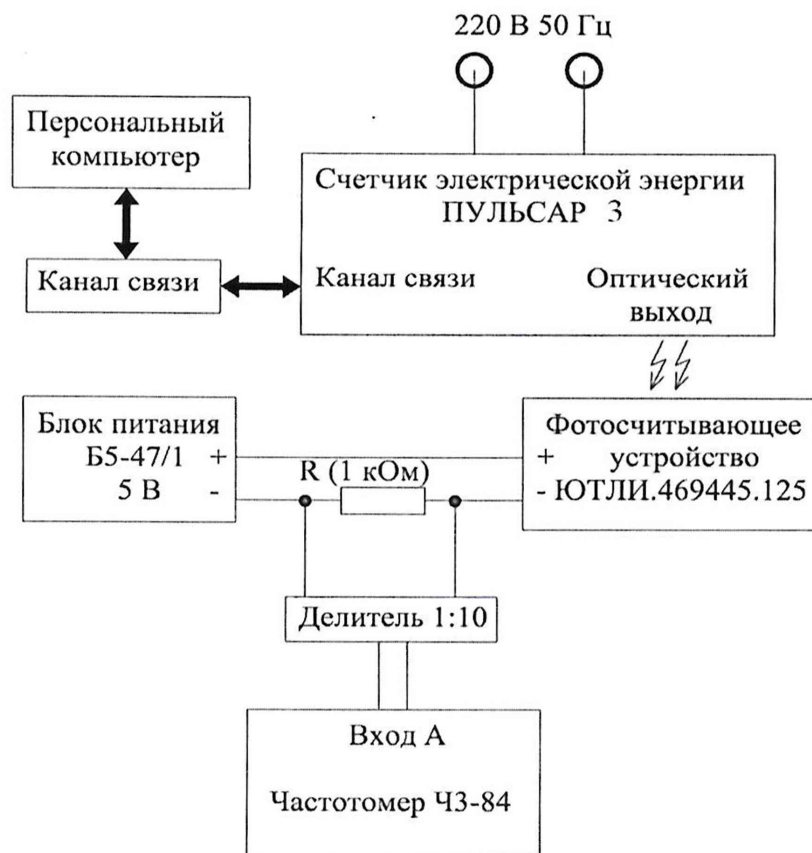 220 В 50 Гц
Персональный
компьютер
Счетчик электрической энергии
ПУЛЬСАР 3
Канал связи
Канал связи
Оптический
выход
Блок питания
Б5-47/1 +
5 В -
R (1 кОм)
Фотосчитывающее
+ устройство
- ЮТЛИ.469445.125
Делитель 1:10
Вход А
Частотомер ЧЗ-84